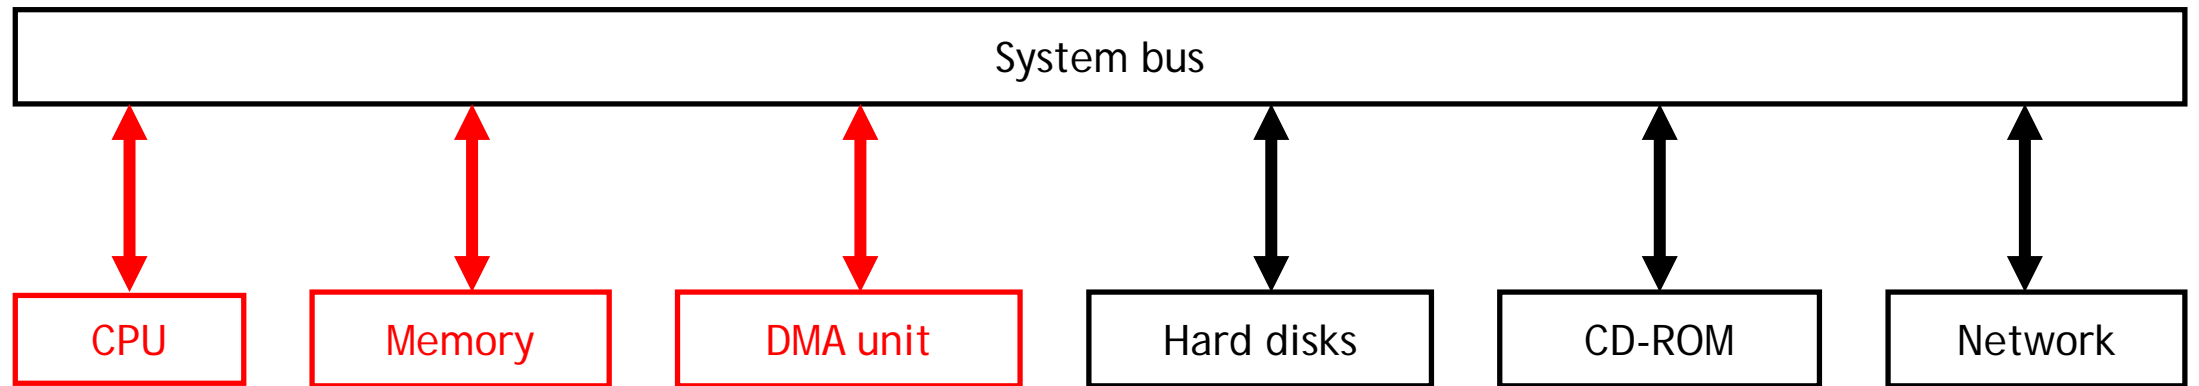 System bus
CPU
Memory
DMA unit
Hard disks
CD-ROM
Network